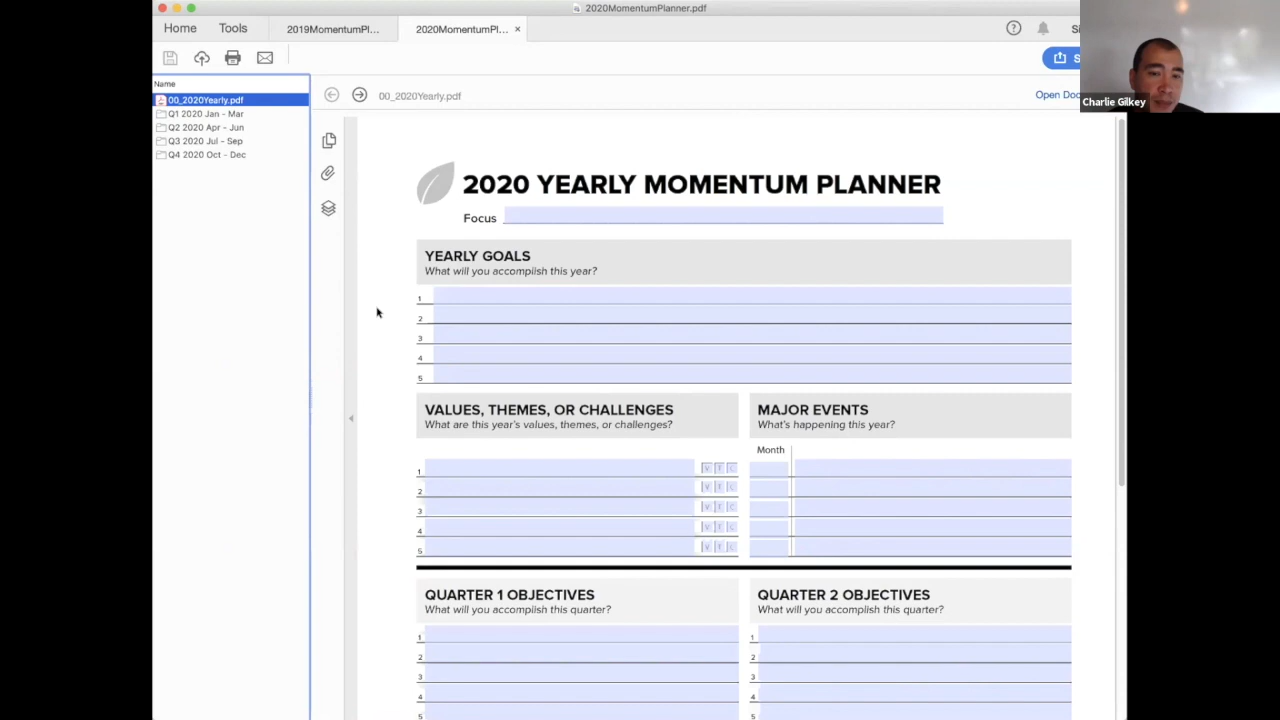 2020MomentumPlanner.pdf
Home Tools 2019MomentumPl... 2020MomentumPl... ×
Name
00_2020Yearly.pdf
Q1 2020 Jan - Mar
Q2 2020 Apr - Jun
Q3 2020 Jul - Sep
Q4 2020 Oct - Dec
00_2020Yearly.pdf
Charlie Gilkey
2020 YEARLY MOMENTUM PLANNER
Focus
YEARLY GOALS
What will you accomplish this year?
1
2
3
4
5
VALUES, THEMES, OR CHALLENGES
What are this year's values, themes, or challenges?
1 V T C
2 V T C
3 V T C
4 V T C
5 V T C
MAJOR EVENTS
What's happening this year?
Month
QUARTER 1 OBJECTIVES
What will you accomplish this quarter?
1
2
3
4
5
QUARTER 2 OBJECTIVES
What will you accomplish this quarter?
1
2
3
4
5